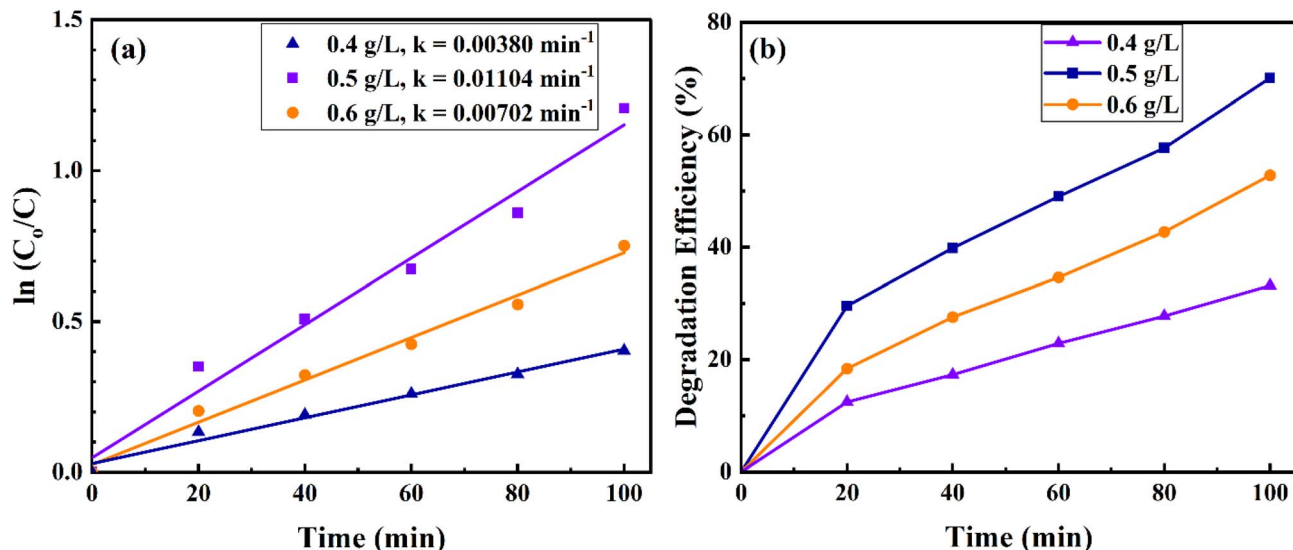 (a)
0.4 g/L, k = 0.00380 min⁻¹
0.5 g/L, k = 0.01104 min⁻¹
0.6 g/L, k = 0.00702 min⁻¹
ln (C₀/C)
1.5
1.0
0.5
0.0
0 20 40 60 80 100
Time (min)
(b)
0.4 g/L
0.5 g/L
0.6 g/L
Degradation Efficiency (%)
80
60
40
20
0
0 20 40 60 80 100
Time (min)